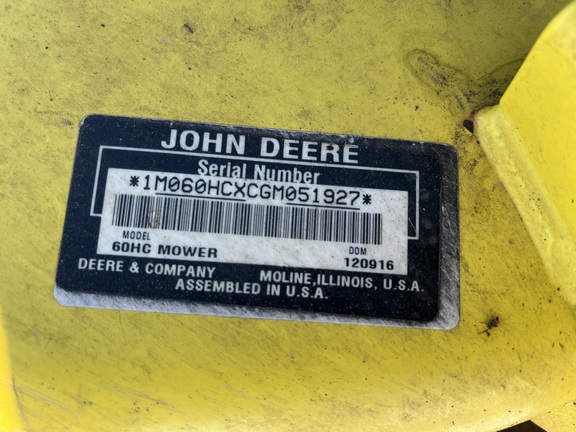 JOHN DEERE
Serial Number
*1M060HCXCGM051927*
MODEL DOM
60HC MOWER 120916
DEERE & COMPANY MOLINE, ILLINOIS, U.S.A.
ASSEMBLED IN U.S.A.